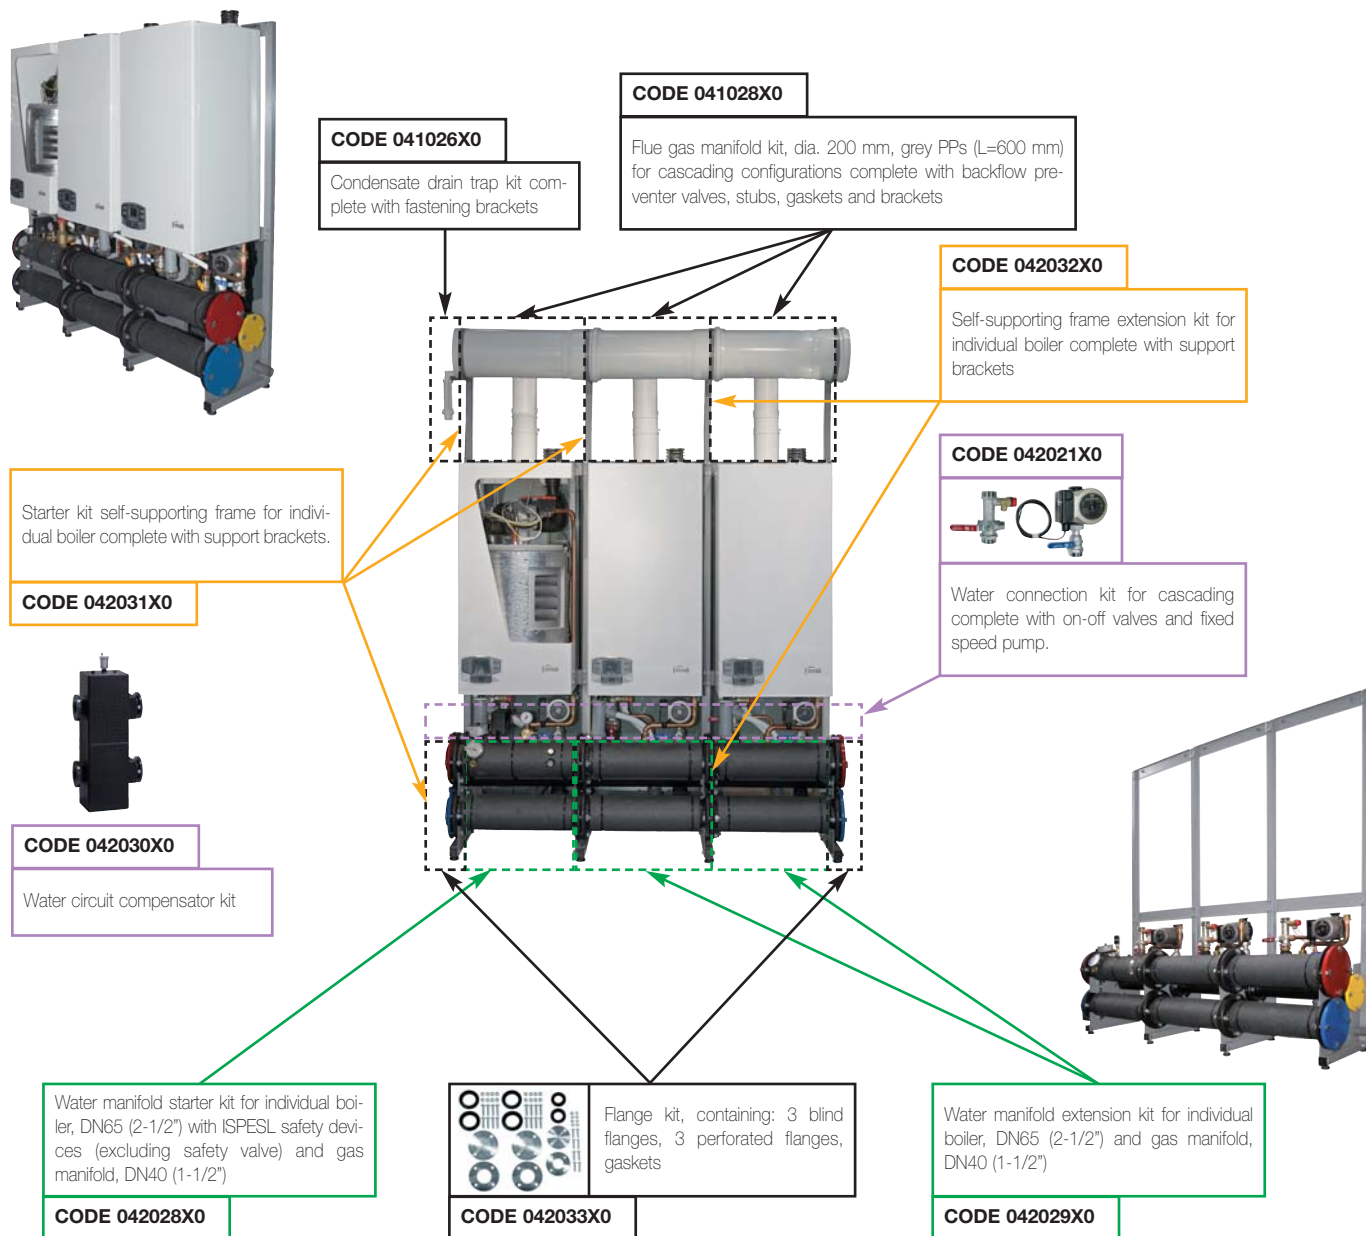 CODE 041028X0
Flue gas manifold kit, dia. 200 mm, grey PPs (L=600 mm)
for cascading configurations complete with backflow pre-
venter valves, stubs, gaskets and brackets
CODE 041026X0
Condensate drain trap kit com-
plete with fastening brackets
CODE 042032X0
Self-supporting frame extension kit for
individual boiler complete with support
brackets
CODE 042021X0
Water connection kit for cascading
complete with on-off valves and fixed
speed pump.
Starter kit self-supporting frame for indivi-
dual boiler complete with support brackets.
CODE 042031X0
CODE 042030X0
Water circuit compensator kit
Water manifold starter kit for individual boi-
ler, DN65 (2-1/2”) with ISPESL safety devi-
ces (excluding safety valve) and gas
manifold, DN40 (1-1/2”)
CODE 042028X0
Flange kit, containing: 3 blind
flanges, 3 perforated flanges,
gaskets
CODE 042033X0
Water manifold extension kit for individual
boiler, DN65 (2-1/2”) and gas manifold,
DN40 (1-1/2”)
CODE 042029X0